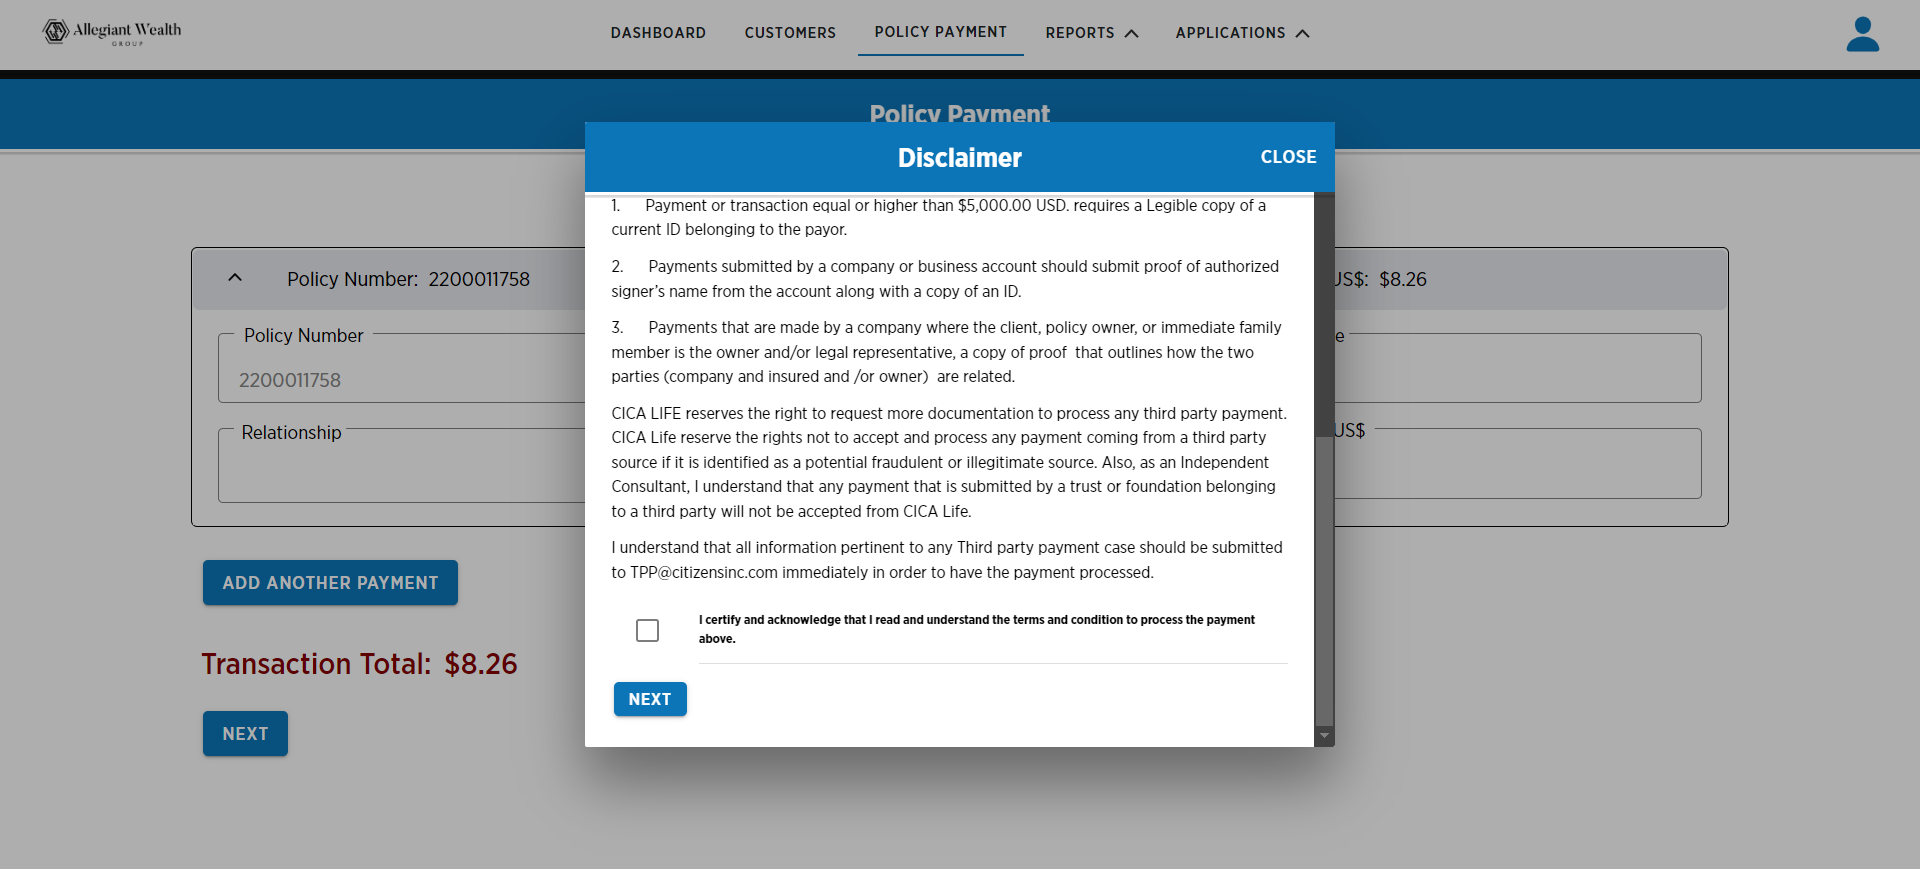 Allegiant Wealth
GROUP
DASHBOARD CUSTOMERS POLICY PAYMENT REPORTS APPLICATIONS
Policy Payment
Disclaimer CLOSE
1. Payment or transaction equal or higher than $5,000.00 USD. requires a Legible copy of a
current ID belonging to the payor.
2. Payments submitted by a company or business account should submit proof of authorized
signer’s name from the account along with a copy of an ID.
3. Payments that are made by a company where the client, policy owner, or immediate family
member is the owner and/or legal representative, a copy of proof  that outlines how the two
parties (company and insured and /or owner)  are related.
CICA LIFE reserves the right to request more documentation to process any third party payment.
CICA Life reserve the rights not to accept and process any payment coming from a third party
source if it is identified as a potential fraudulent or illegitimate source. Also, as an Independent
Consultant, I understand that any payment that is submitted by a trust or foundation belonging
to a third party will not be accepted from CICA Life.
I understand that all information pertinent to any Third party payment case should be submitted
to TPP@citizensinc.com immediately in order to have the payment processed.
I certify and acknowledge that I read and understand the terms and condition to process the payment
above.
NEXT
Policy Number: 2200011758
US$: $8.26
Policy Number
e
2200011758
Relationship
US$
ADD ANOTHER PAYMENT
Transaction Total: $8.26
NEXT